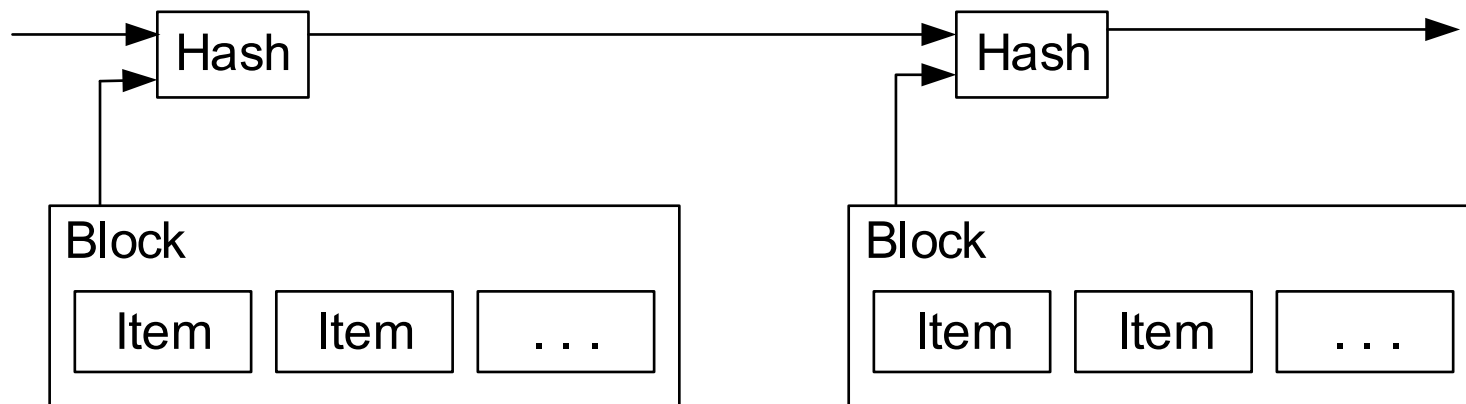 Hash Hash
Block Block
Item Item . . . Item Item . . .